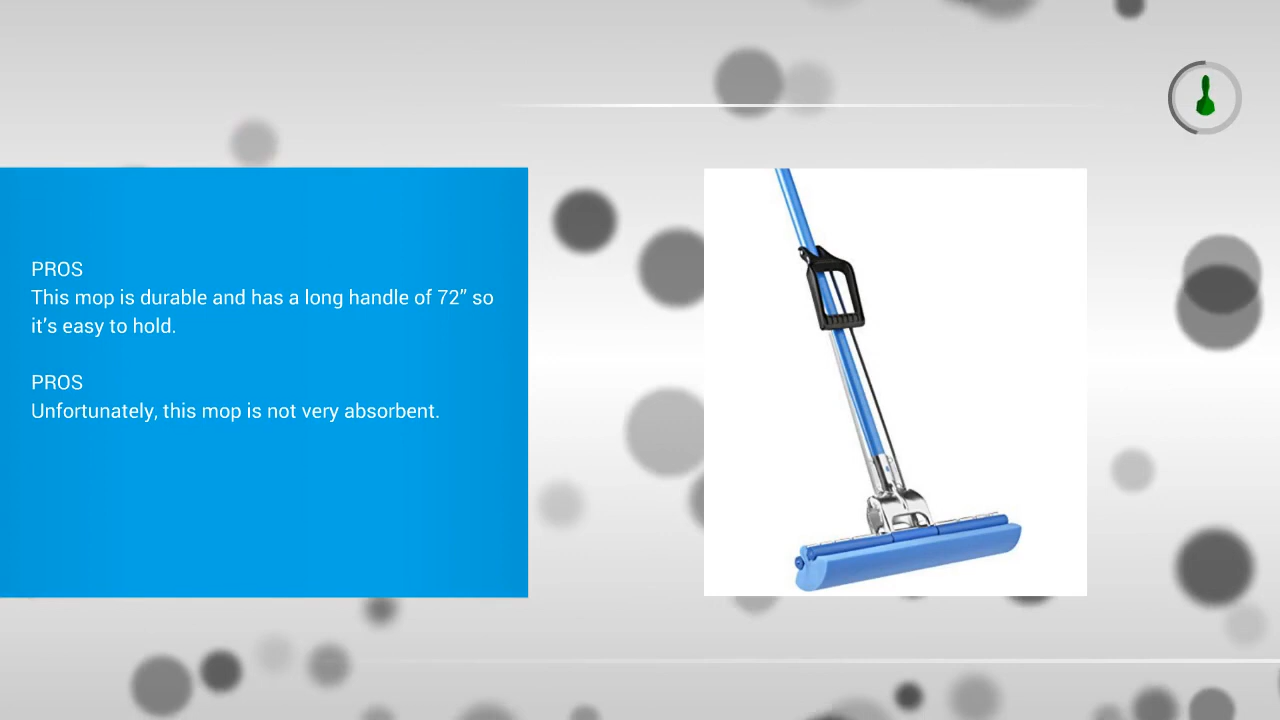 PROS
This mop is durable and has a long handle of 72” so
it’s easy to hold.
PROS
Unfortunately, this mop is not very absorbent.